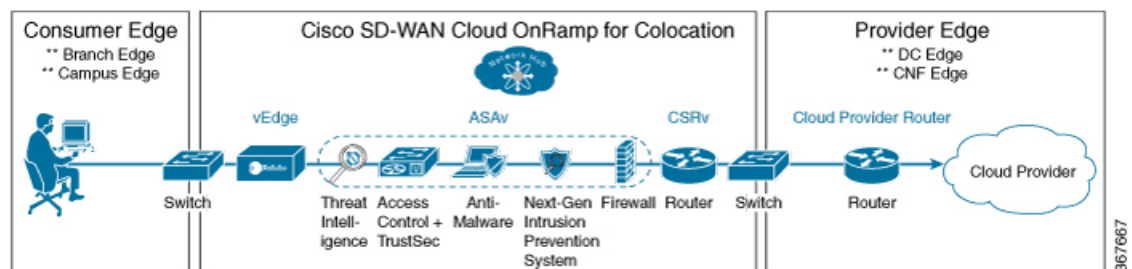 Consumer Edge
** Branch Edge
** Campus Edge
Cisco SD-WAN Cloud OnRamp for Colocation
Network Hub
Provider Edge
** DC Edge
** CNF Edge
vEdge
ASAv
CSRv
Cloud Provider Router
Cloud Provider
Switch
Threat
Intell-
igence
Access
Control +
TrustSec
Anti-
Malware
Next-Gen
Intrusion
Prevention
System
Firewall
Router
Switch
Router
367667